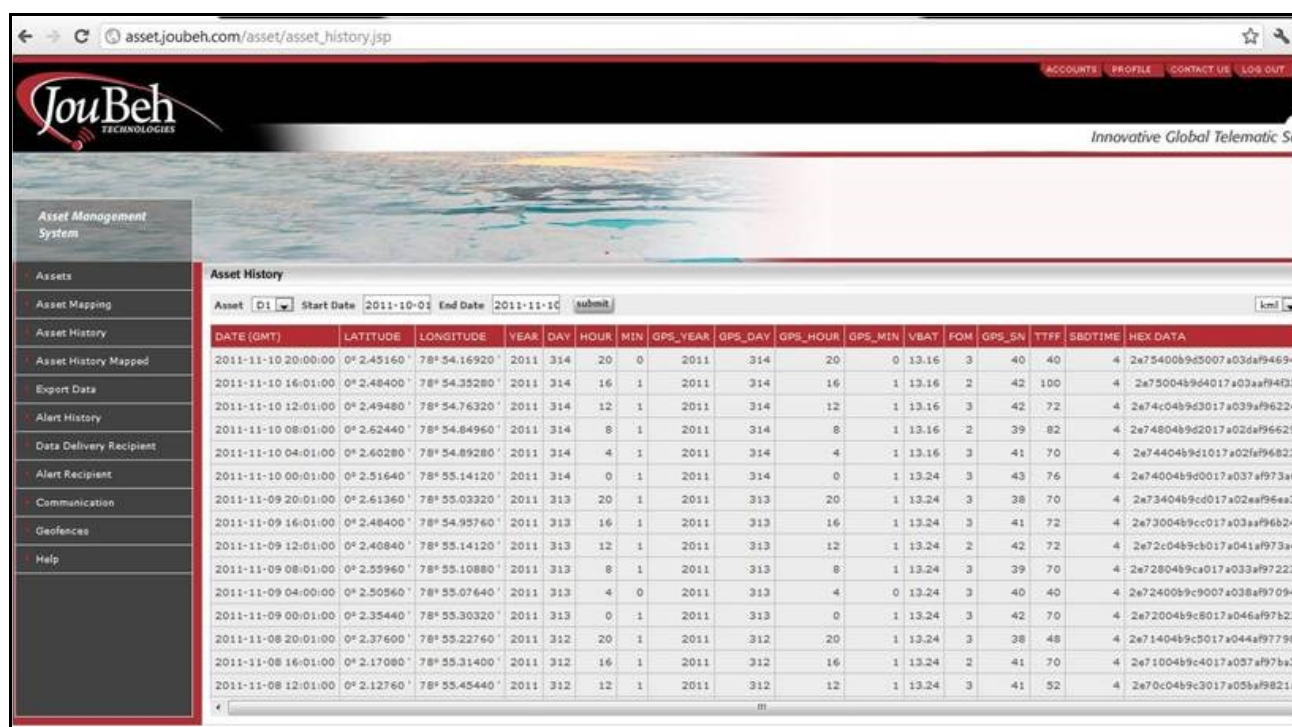 asset.joubeh.com/asset/asset_history.jsp
ACCOUNTS PROFILE CONTACT US LOG OUT
JouBeh
TECHNOLOGIES
Innovative Global Telematic
Asset Management
System
Assets
Asset Mapping
Asset History
Asset History Mapped
Export Data
Alert History
Data Delivery Recipient
Alert Recipient
Communication
Geofences
Help
Asset History
Asset D1 Start Date 2011-10-01 End Date 2011-11-10 submit kml
DATE (GMT) LATITUDE LONGITUDE YEAR DAY HOUR MIN GPS_YEAR GPS_DAY GPS_HOUR GPS_MIN VBAT FOM GPS_SN TTFF SBDTIME HEX DATA
2011-11-10 20:00:00 0° 2.45160 ' 78° 54.16920 ' 2011 314 20 0 2011 314 20 0 13.16 3 40 40 4
2011-11-10 16:01:00 0° 2.48400 ' 78° 54.35280 ' 2011 314 16 1 2011 314 16 1 13.16 2 42 100 4
2011-11-10 12:01:00 0° 2.49480 ' 78° 54.76320 ' 2011 314 12 1 2011 314 12 1 13.16 3 42 72 4
2011-11-10 08:01:00 0° 2.62440 ' 78° 54.84960 ' 2011 314 8 1 2011 314 8 1 13.16 2 39 82 4
2011-11-10 04:01:00 0° 2.60280 ' 78° 54.89280 ' 2011 314 4 1 2011 314 4 1 13.16 3 41 70 4
2011-11-10 00:01:00 0° 2.51640 ' 78° 55.14120 ' 2011 314 0 1 2011 314 0 1 13.24 3 43 76 4
2011-11-09 20:01:00 0° 2.61360 ' 78° 55.03320 ' 2011 313 20 1 2011 313 20 1 13.24 3 38 70 4
2011-11-09 16:01:00 0° 2.48400 ' 78° 54.95760 ' 2011 313 16 1 2011 313 16 1 13.24 3 41 72 4
2011-11-09 12:01:00 0° 2.40840 ' 78° 55.14120 ' 2011 313 12 1 2011 313 12 1 13.24 2 42 72 4
2011-11-09 08:01:00 0° 2.55960 ' 78° 55.10880 ' 2011 313 8 1 2011 313 8 1 13.24 3 39 70 4
2011-11-09 04:00:00 0° 2.50560 ' 78° 55.07640 ' 2011 313 4 0 2011 313 4 0 13.24 3 40 40 4
2011-11-09 00:01:00 0° 2.35440 ' 78° 55.30320 ' 2011 313 0 1 2011 313 0 1 13.24 3 42 70 4
2011-11-08 20:01:00 0° 2.37600 ' 78° 55.22760 ' 2011 312 20 1 2011 312 20 1 13.24 3 38 48 4
2011-11-08 16:01:00 0° 2.17080 ' 78° 55.31400 ' 2011 312 16 1 2011 312 16 1 13.24 2 41 70 4
2011-11-08 12:01:00 0° 2.12760 ' 78° 55.45440 ' 2011 312 12 1 2011 312 12 1 13.24 3 41 52 4